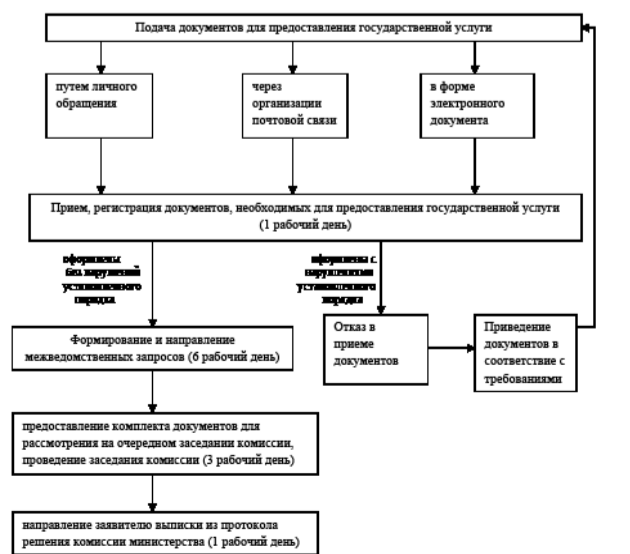 Подача документов для предоставления государственной услуги
путем личного
обращения
через
организации
почтовой связи
в форме
электронного
документа
Прием, регистрация документов, необходимых для предоставления государственной услуги
(1 рабочий день)
оформлены
без нарушений
установленного
порядка
оформлены с
нарушениями
установленного
порядка
Формирование и направление
межведомственных запросов (6 рабочий день)
Отказ в
приеме
документов
Приведение
документов в
соответствие с
требованиями
предоставление комплекта документов для
рассмотрения на очередном заседании комиссии,
проведение заседания комиссии (3 рабочий день)
направление заявителю выписки из протокола
решения комиссии министерства (1 рабочий день)